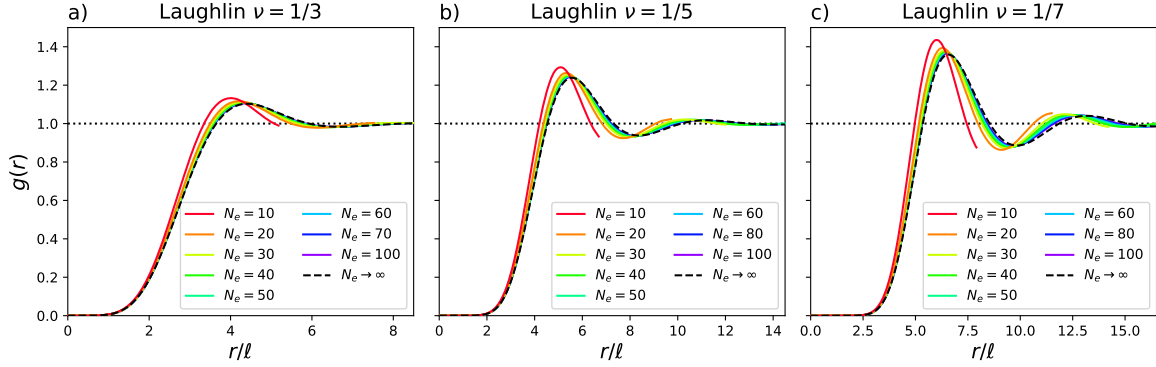 a) Laughlin ν = 1/3
1.4
1.2
1.0
0.8
0.6
0.4
0.2
0.0
g(r)
0 2 4 6 8
r/ℓ
N_e = 10
N_e = 20
N_e = 30
N_e = 40
N_e = 50
N_e = 60
N_e = 70
N_e = 100
N_e → ∞
b) Laughlin ν = 1/5
0 2 4 6 8 10 12 14
r/ℓ
N_e = 10
N_e = 20
N_e = 30
N_e = 40
N_e = 50
N_e = 60
N_e = 80
N_e = 100
N_e → ∞
c) Laughlin ν = 1/7
0.0 2.5 5.0 7.5 10.0 12.5 15.0
r/ℓ
N_e = 10
N_e = 20
N_e = 30
N_e = 40
N_e = 50
N_e = 60
N_e = 80
N_e = 100
N_e → ∞